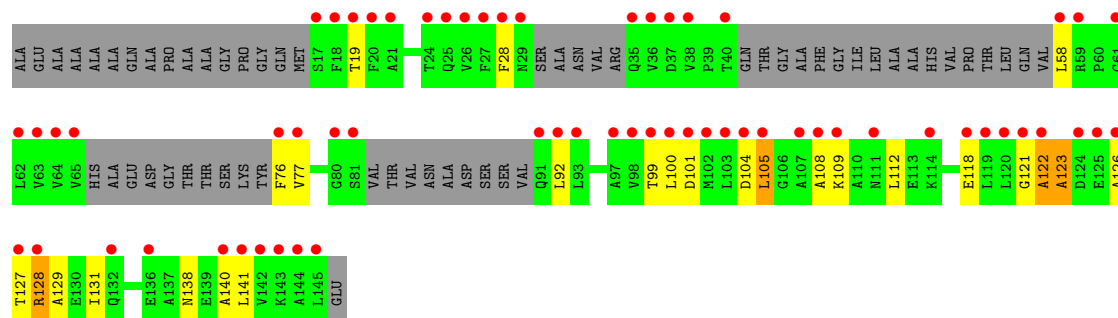 ALA GLU ALA ALA ALA ALA GLN ALA PRO ALA ALA GLY PRO GLY GLN MET S17 F18 T19 F20 A21 T24 Q25 V26 F27 F28 N29 SER ALA ASN VAL ARG Q35 V36 D37 V38 P39 T40 GLN THR GLY ALA PHE GLY ILE LEU ALA ALA HIS VAL PRO THR LEU GLN VAL L58 R59 P60 G61
L62 V63 V64 V65 HIS ALA GLU ASP GLY THR THR SER LYS TYR F76 V77 G80 S81 VAL THR VAL ASN ALA ASP SER SER VAL Q91 L92 L93 A97 V98 T99 L100 D101 M102 L103 D104 L105 G106 A107 A108 K109 A110 N111 L112 E113 K114 E118 L119 L120 G121 A122 A123 D124 E125 A126
T127 R128 A129 E130 I131 Q132 E136 A137 N138 E139 A140 L141 V142 K143 A144 L145 GLU